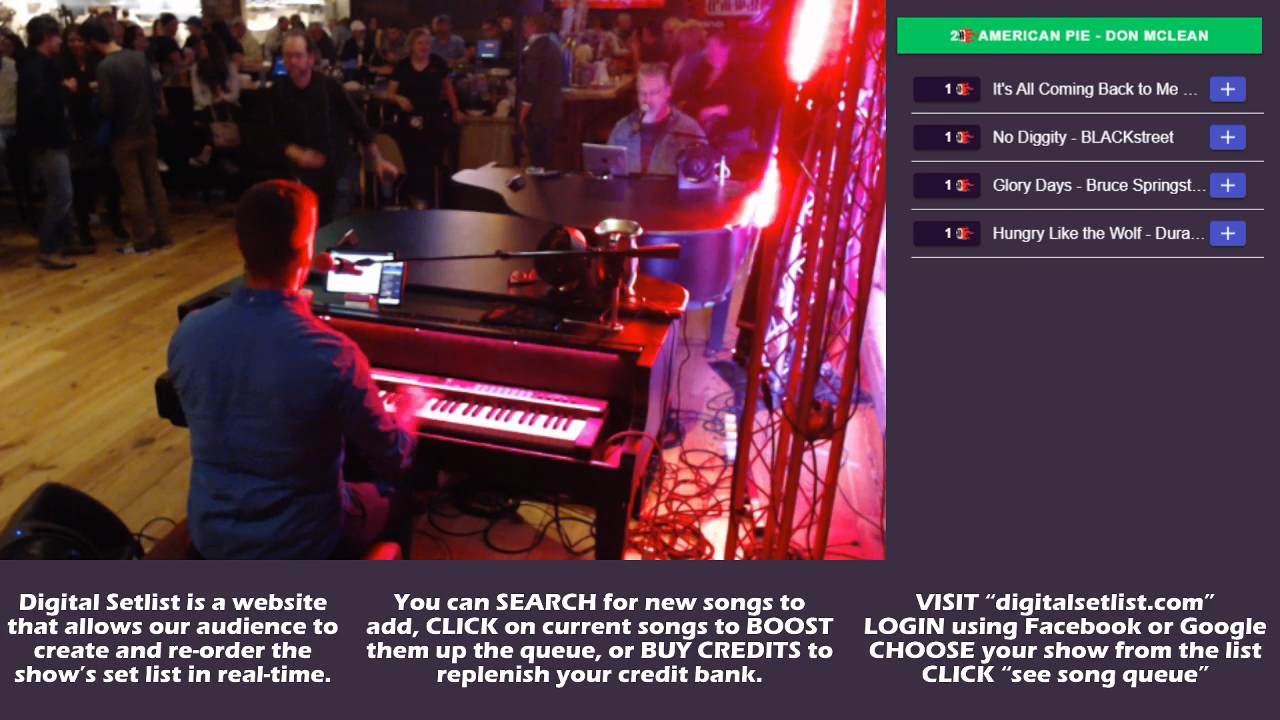 2 AMERICAN PIE - DON MCLEAN
1 It's All Coming Back to Me ...
1 No Diggity - BLACKstreet
1 Glory Days - Bruce Springst...
1 Hungry Like the Wolf - Dura...
Digital Setlist is a website
that allows our audience to
create and re-order the
show's set list in real-time.
You can SEARCH for new songs to
add, CLICK on current songs to BOOST
them up the queue, or BUY CREDITS to
replenish your credit bank.
VISIT “digitalsetlist.com”
LOGIN using Facebook or Google
CHOOSE your show from the list
CLICK “see song queue”